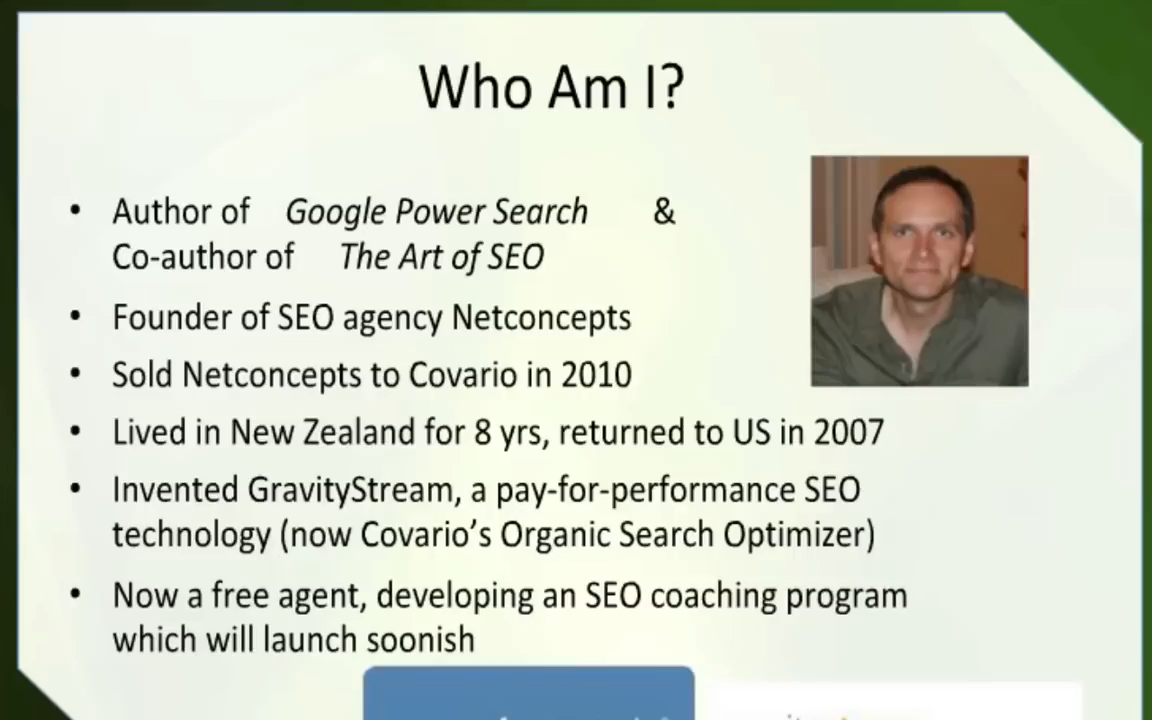 Who Am I?
• Author of Google Power Search &
Co-author of The Art of SEO
• Founder of SEO agency Netconcepts
• Sold Netconcepts to Covario in 2010
• Lived in New Zealand for 8 yrs, returned to US in 2007
• Invented GravityStream, a pay-for-performance SEO
technology (now Covario’s Organic Search Optimizer)
• Now a free agent, developing an SEO coaching program
which will launch soonish